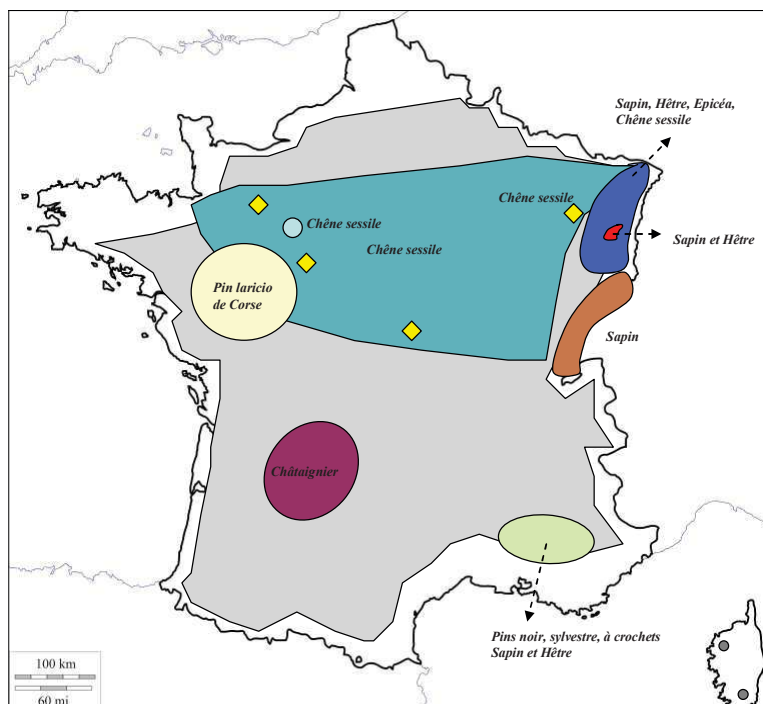 Sapin, Hêtre, Epicéa,
Chêne sessile
Chêne sessile
Chêne sessile
Chêne sessile
Sapin et Hêtre
Pin laricio
de Corse
Sapin
Châtaignier
Pins noir, sylvestre, à crochets
Sapin et Hêtre
100 km
60 mi